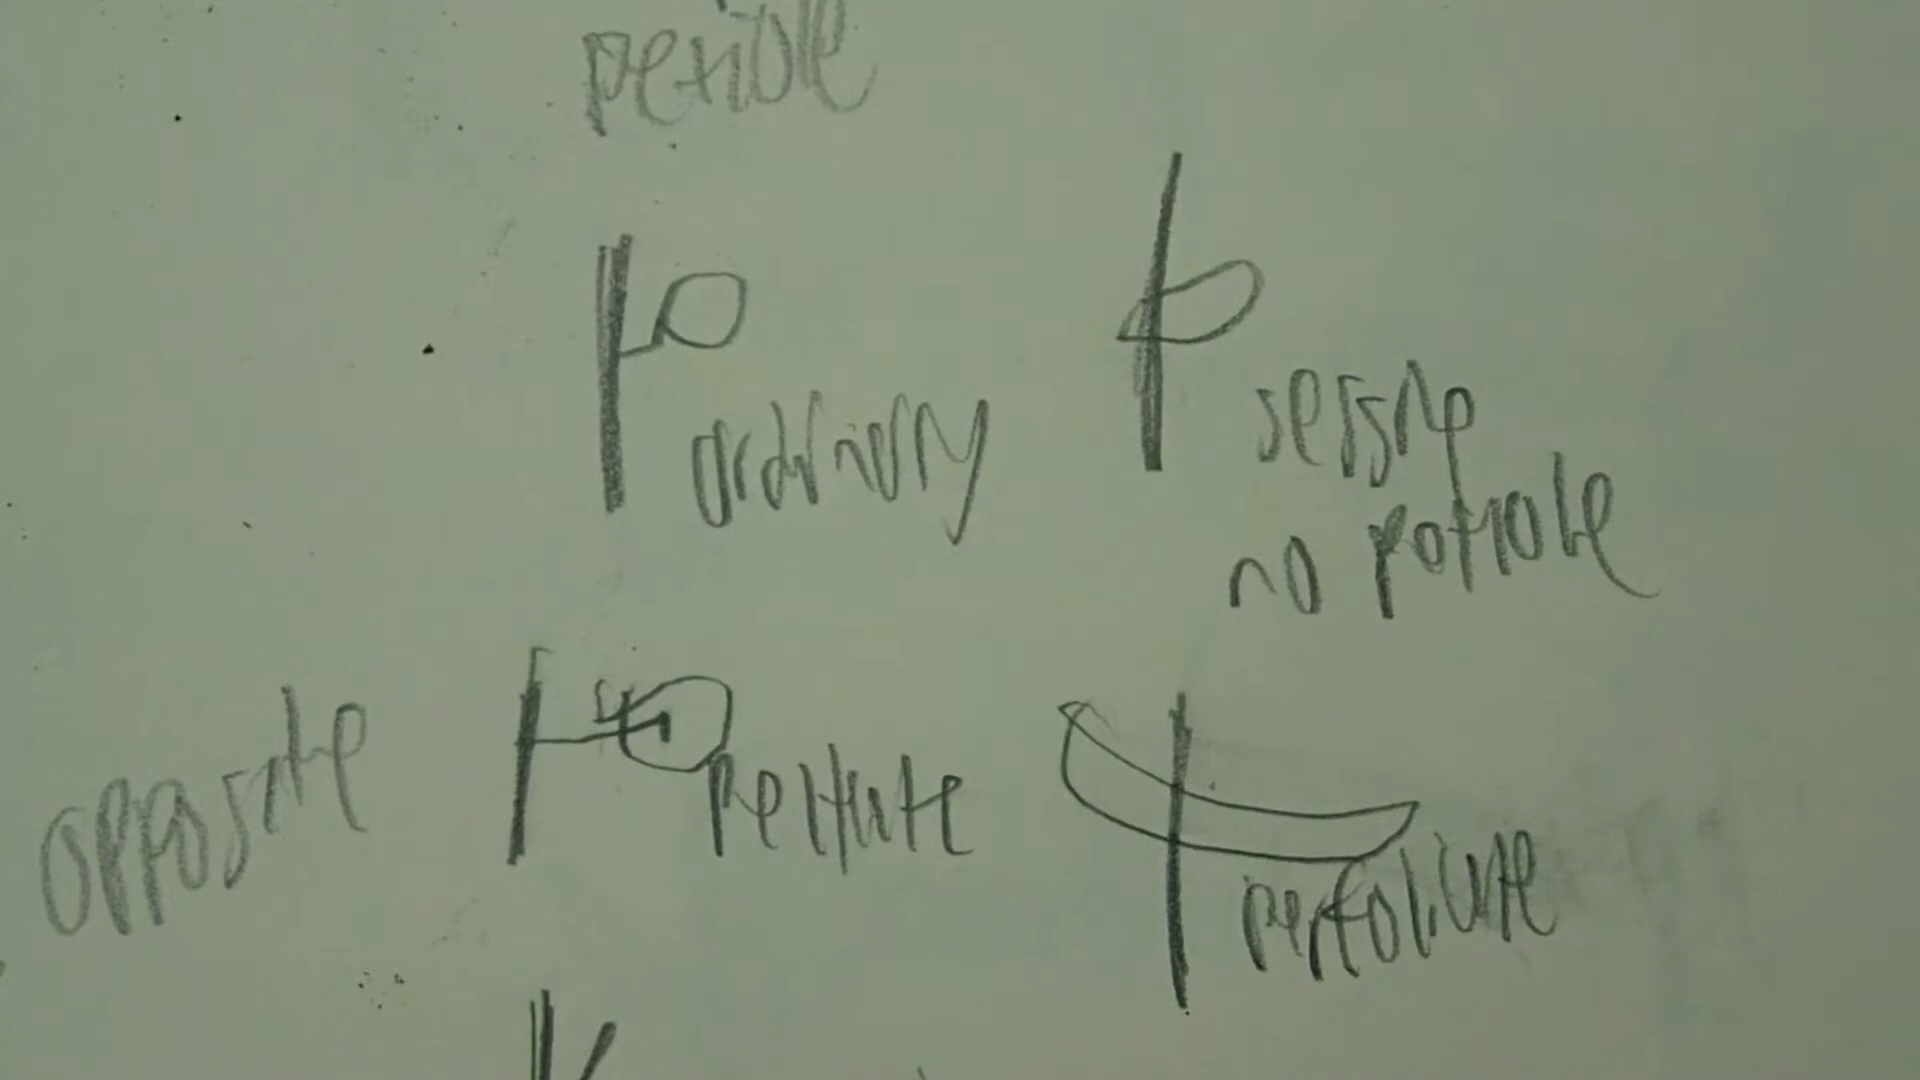 petiole
ordinary
sessile
no petiole
opposite
peltate
perfoliate